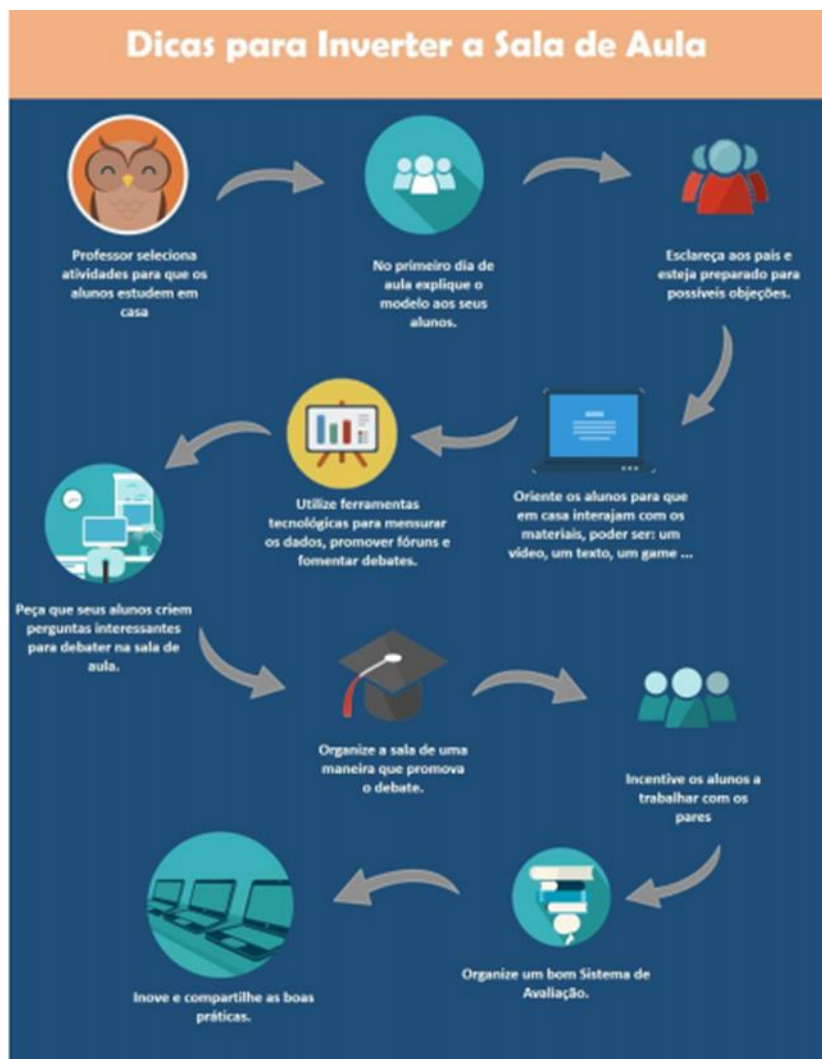 Dicas para Inverter a Sala de Aula
Professor seleciona
atividades para que os
alunos estudem em
casa
No primeiro dia de
aula explique o
modelo aos seus
alunos.
Esclareça aos pais e
esteja preparado para
possíveis objeções.
Oriente os alunos para que
em casa interajam com os
materiais, poder ser: um
vídeo, um texto, um game ...
Utilize ferramentas
tecnológicas para mensurar
os dados, promover fóruns e
fomentar debates.
Peça que seus alunos criem
perguntas interessantes
para debater na sala de
aula.
Organize a sala de uma
maneira que promova
o debate.
Incentive os alunos a
trabalhar com os
pares
Organize um bom Sistema de
Avaliação.
Inove e compartilhe as boas
práticas.